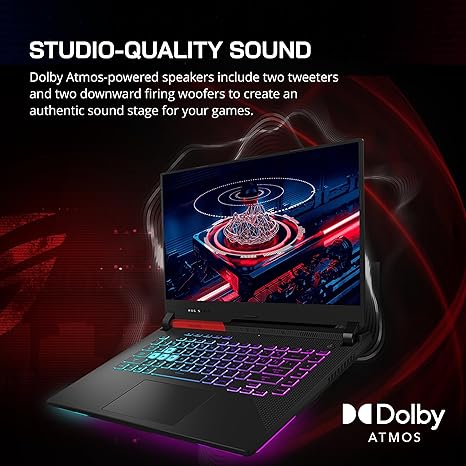 STUDIO-QUALITY SOUND
Dolby Atmos-powered speakers include two tweeters
and two downward firing woofers to create an
authentic sound stage for your games.
Dolby
ATMOS